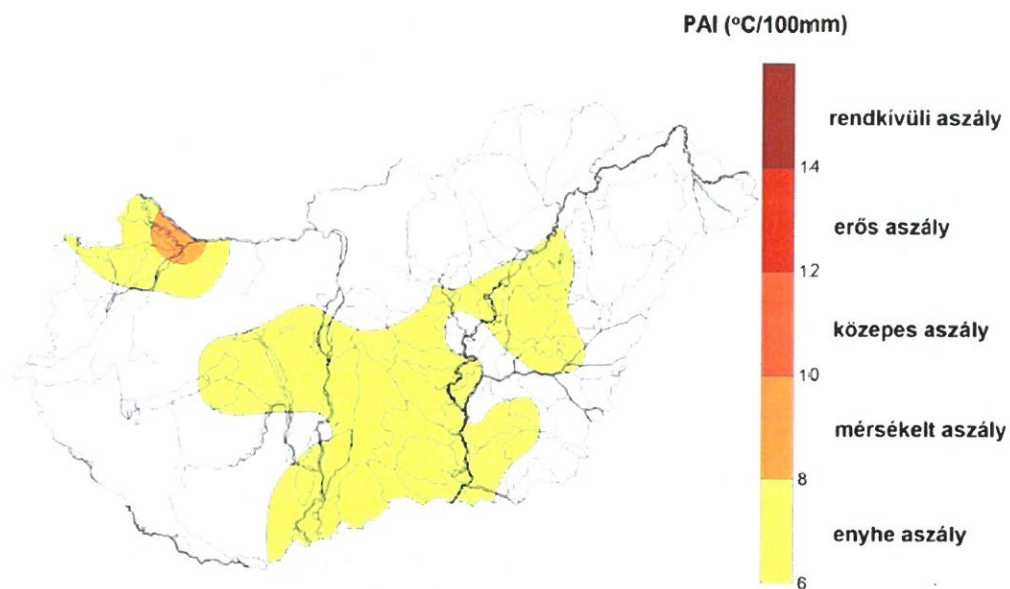 PAI (°C/100mm)
rendkívüli aszály
14
erős aszály
12
közepes aszály
10
mérsékelt aszály
8
enyhe aszály
6